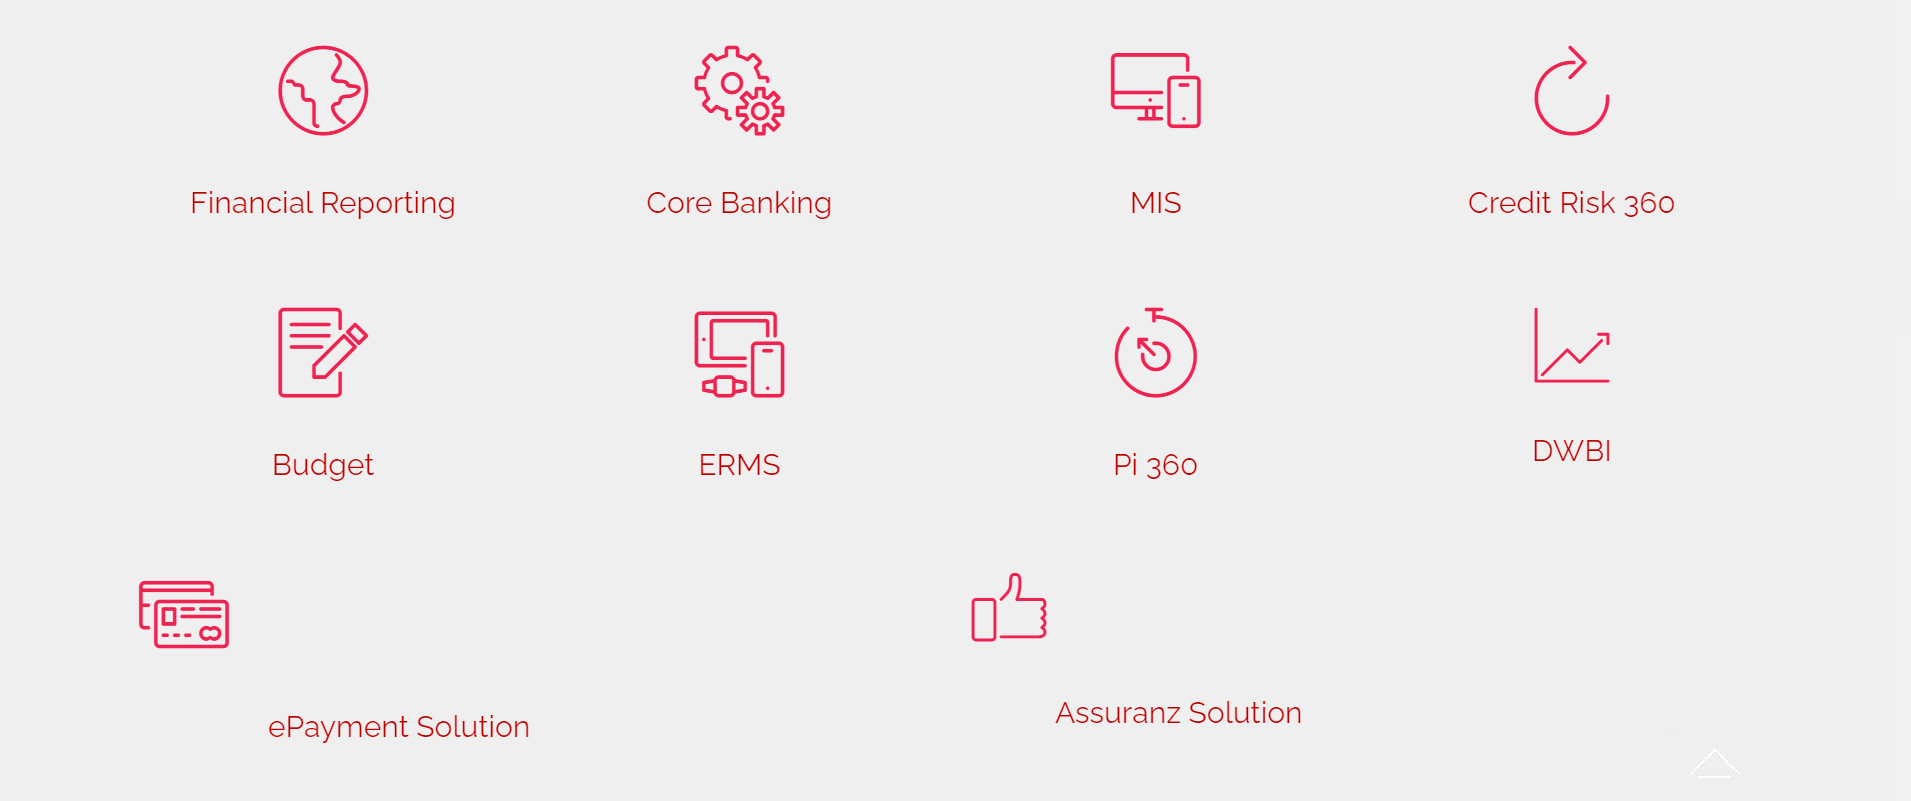 Financial Reporting
Core Banking
MIS
Credit Risk 360
Budget
ERMS
Pi 360
DWBI
ePayment Solution
Assuranz Solution